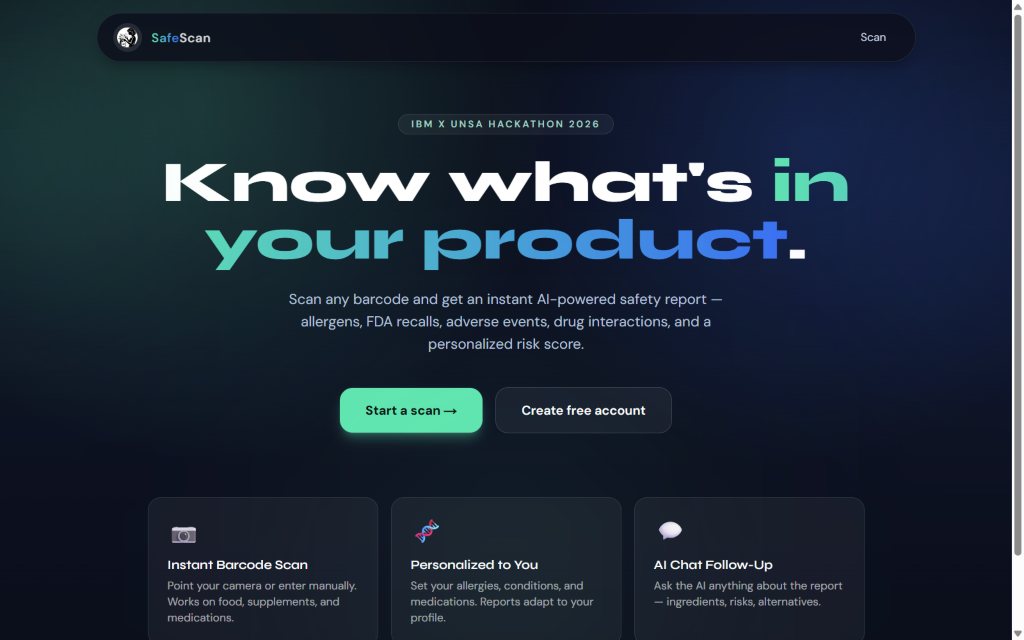 SafeScan
Scan
IBM X UNSA HACKATHON 2026
Know what's in
your product.
Scan any barcode and get an instant AI-powered safety report —
allergens, FDA recalls, adverse events, drug interactions, and a
personalized risk score.
Start a scan →
Create free account
Instant Barcode Scan
Point your camera or enter manually.
Works on food, supplements, and
medications.
Personalized to You
Set your allergies, conditions, and
medications. Reports adapt to your
profile.
AI Chat Follow-Up
Ask the AI anything about the report
— ingredients, risks, alternatives.